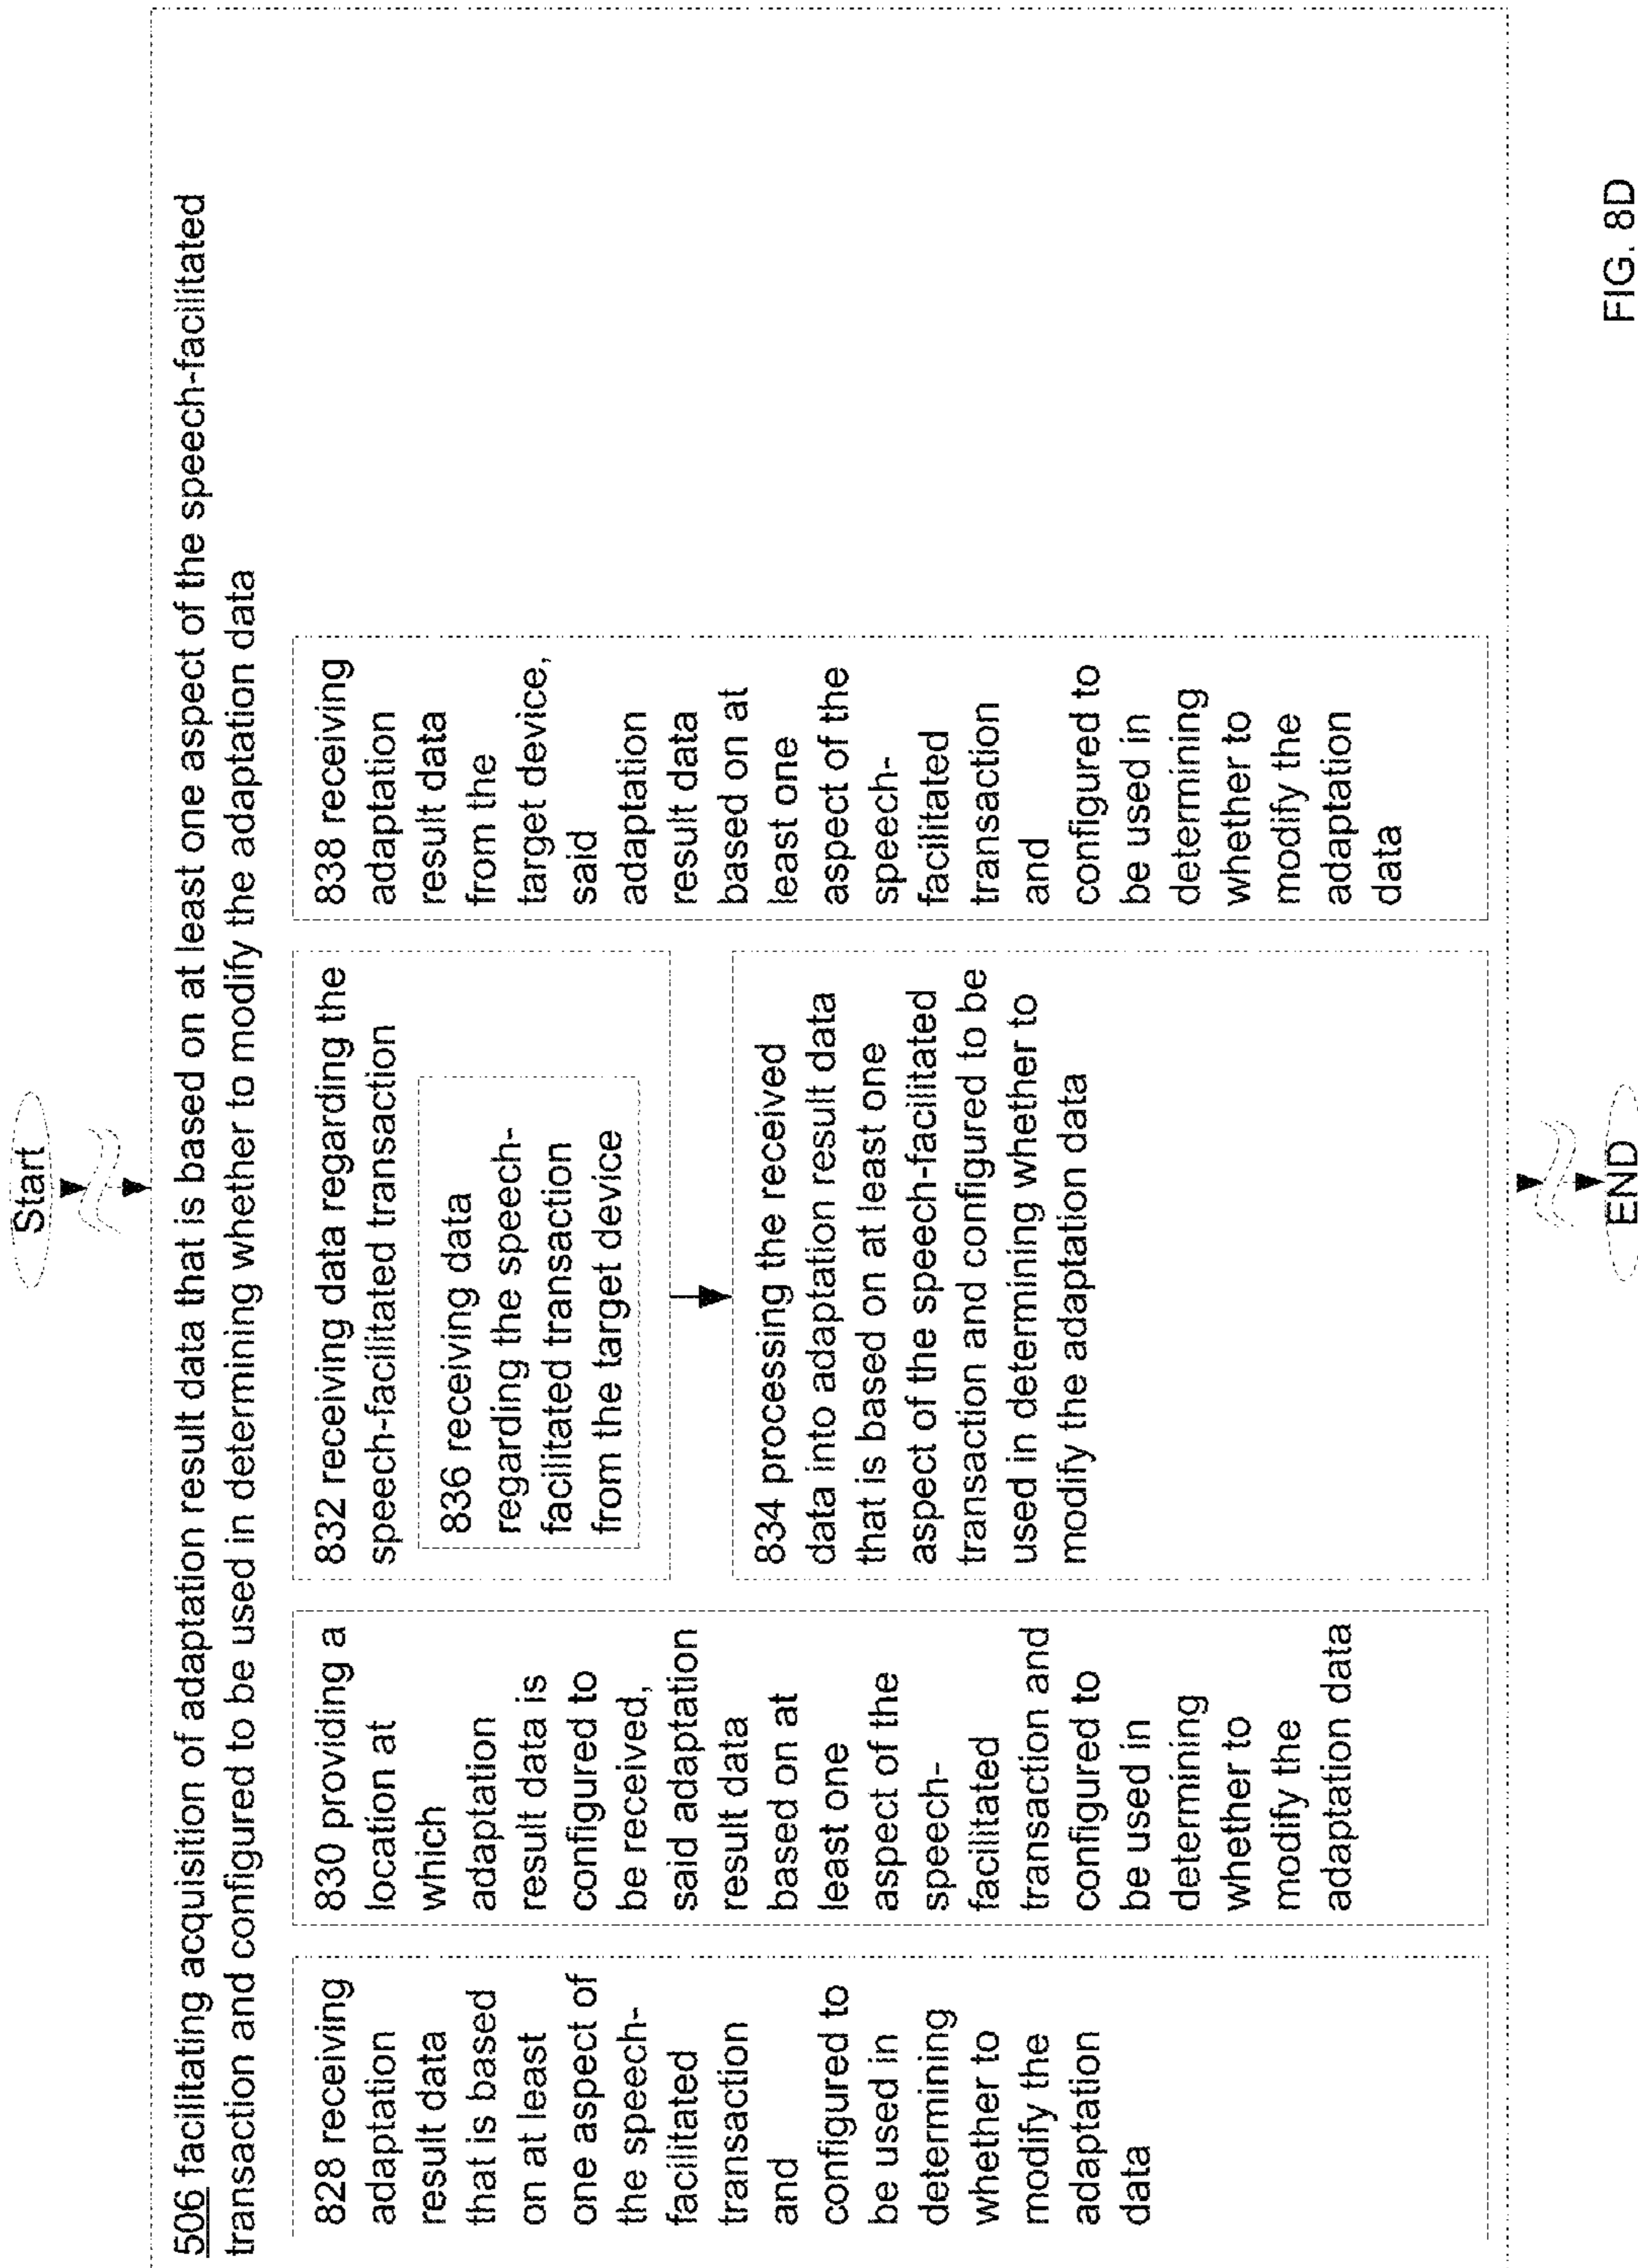 Start
506 facilitating acquisition of adaptation result data that is based on at least one aspect of the speech-facilitated
transaction and configured to be used in determining whether to modify the adaptation data
828 receiving
adaptation
result data
that is based
on at least
one aspect of
the speech-
facilitated
transaction
and
configured to
be used in
determining
whether to
modify the
adaptation
data
830 providing a
location at
which
adaptation
result data is
configured to
be received,
said adaptation
result data
based on at
least one
aspect of the
speech-
facilitated
transaction and
configured to
be used in
determining
whether to
modify the
adaptation data
832 receiving data regarding the
speech-facilitated transaction
836 receiving data
regarding the speech-
facilitated transaction
from the target device
834 processing the received
data into adaptation result data
that is based on at least one
aspect of the speech-facilitated
transaction and configured to be
used in determining whether to
modify the adaptation data
838 receiving
adaptation
result data
from the
target device,
said
adaptation
result data
based on at
least one
aspect of the
speech-
facilitated
transaction
and
configured to
be used in
determining
whether to
modify the
adaptation
data
END
FIG. 8D